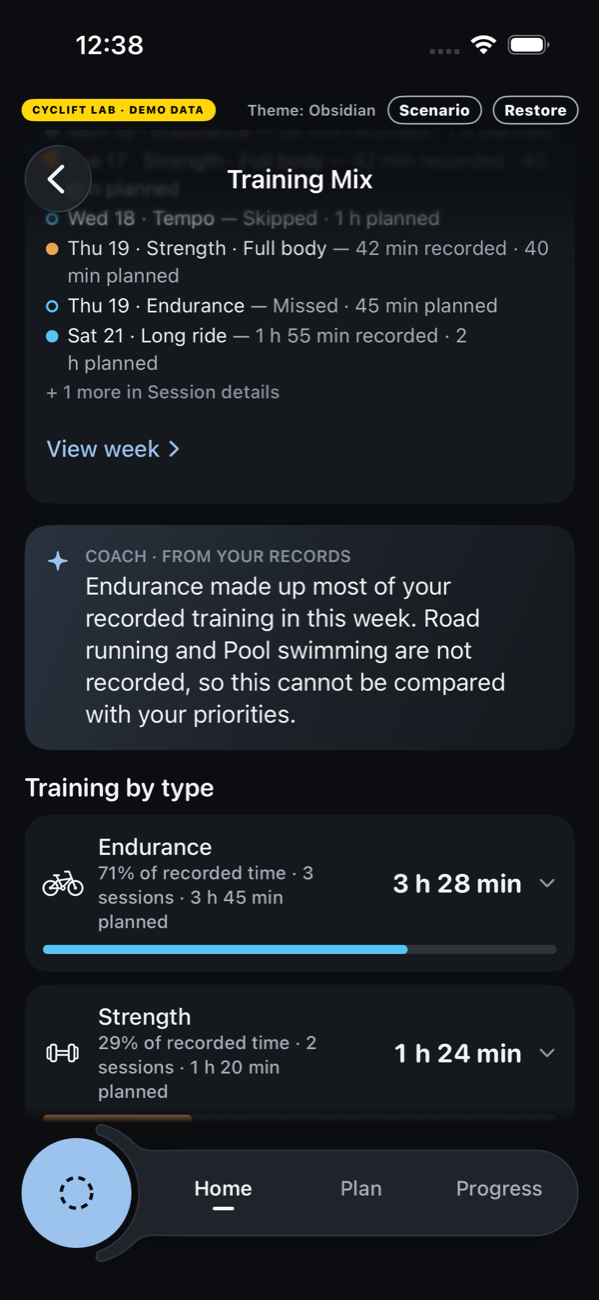 12:38
CYCLIFT LAB · DEMO DATA
Theme: Obsidian
Scenario
Restore
Training Mix
min planned
Wed 18 · Tempo — Skipped · 1 h planned
Thu 19 · Strength · Full body — 42 min recorded · 40
min planned
Thu 19 · Endurance — Missed · 45 min planned
Sat 21 · Long ride — 1 h 55 min recorded · 2
h planned
+ 1 more in Session details
View week
COACH · FROM YOUR RECORDS
Endurance made up most of your
recorded training in this week. Road
running and Pool swimming are not
recorded, so this cannot be compared
with your priorities.
Training by type
Endurance
71% of recorded time · 3
sessions · 3 h 45 min
planned
3 h 28 min
Strength
29% of recorded time · 2
sessions · 1 h 20 min
planned
1 h 24 min
Home
Plan
Progress